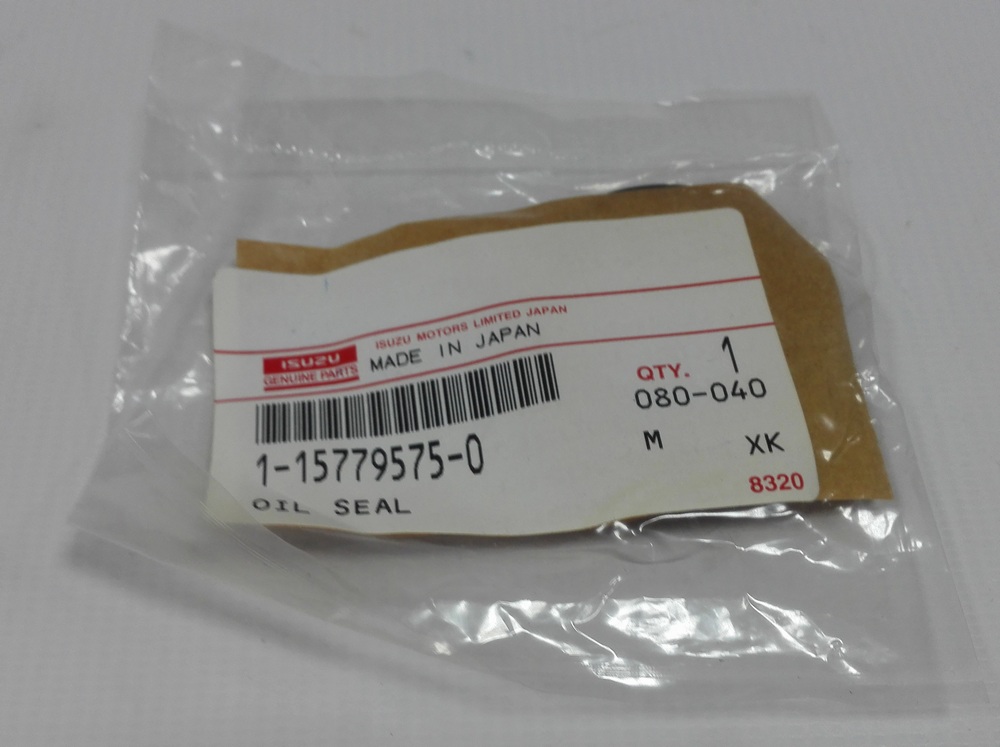 ISUZU MOTORS LIMITED JAPAN
ISUZU
GENUINE PARTS
MADE IN JAPAN
QTY. 1
080-040
1-15779575-0
M XK
OIL SEAL
8320